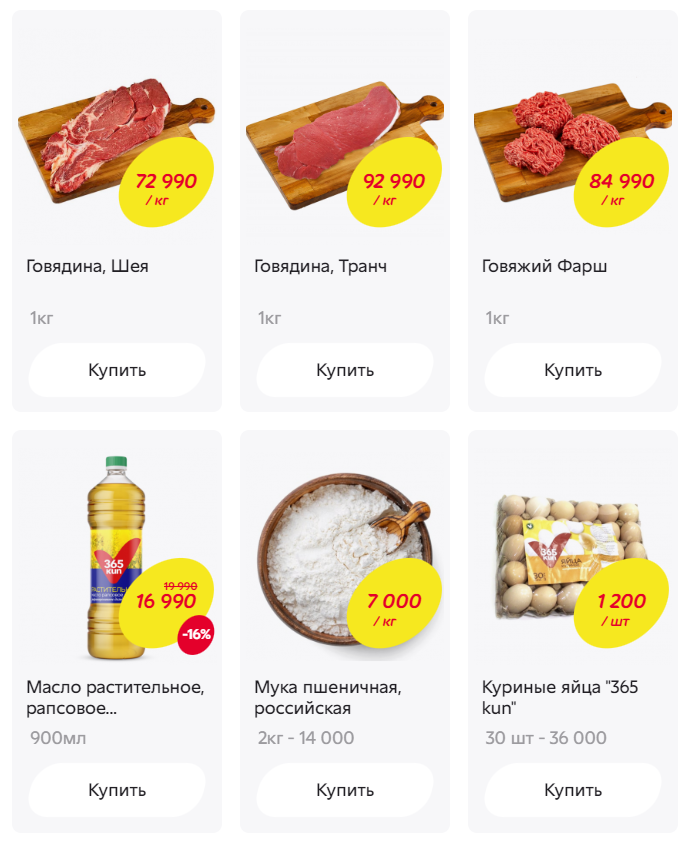 72 990
/ кг
92 990
/ кг
84 990
/ кг
Говядина, Шея
Говядина, Транч
Говяжий Фарш
1кг
1кг
1кг
Купить
Купить
Купить
365
kun
19 990
16 990
-16%
7 000
/ кг
365
kun
ЯЙЦА
30
1 200
/ шт
Масло растительное,
рапсовое...
Мука пшеничная,
российская
Куриные яйца "365
kun"
900мл
2кг - 14 000
30 шт - 36 000
Купить
Купить
Купить